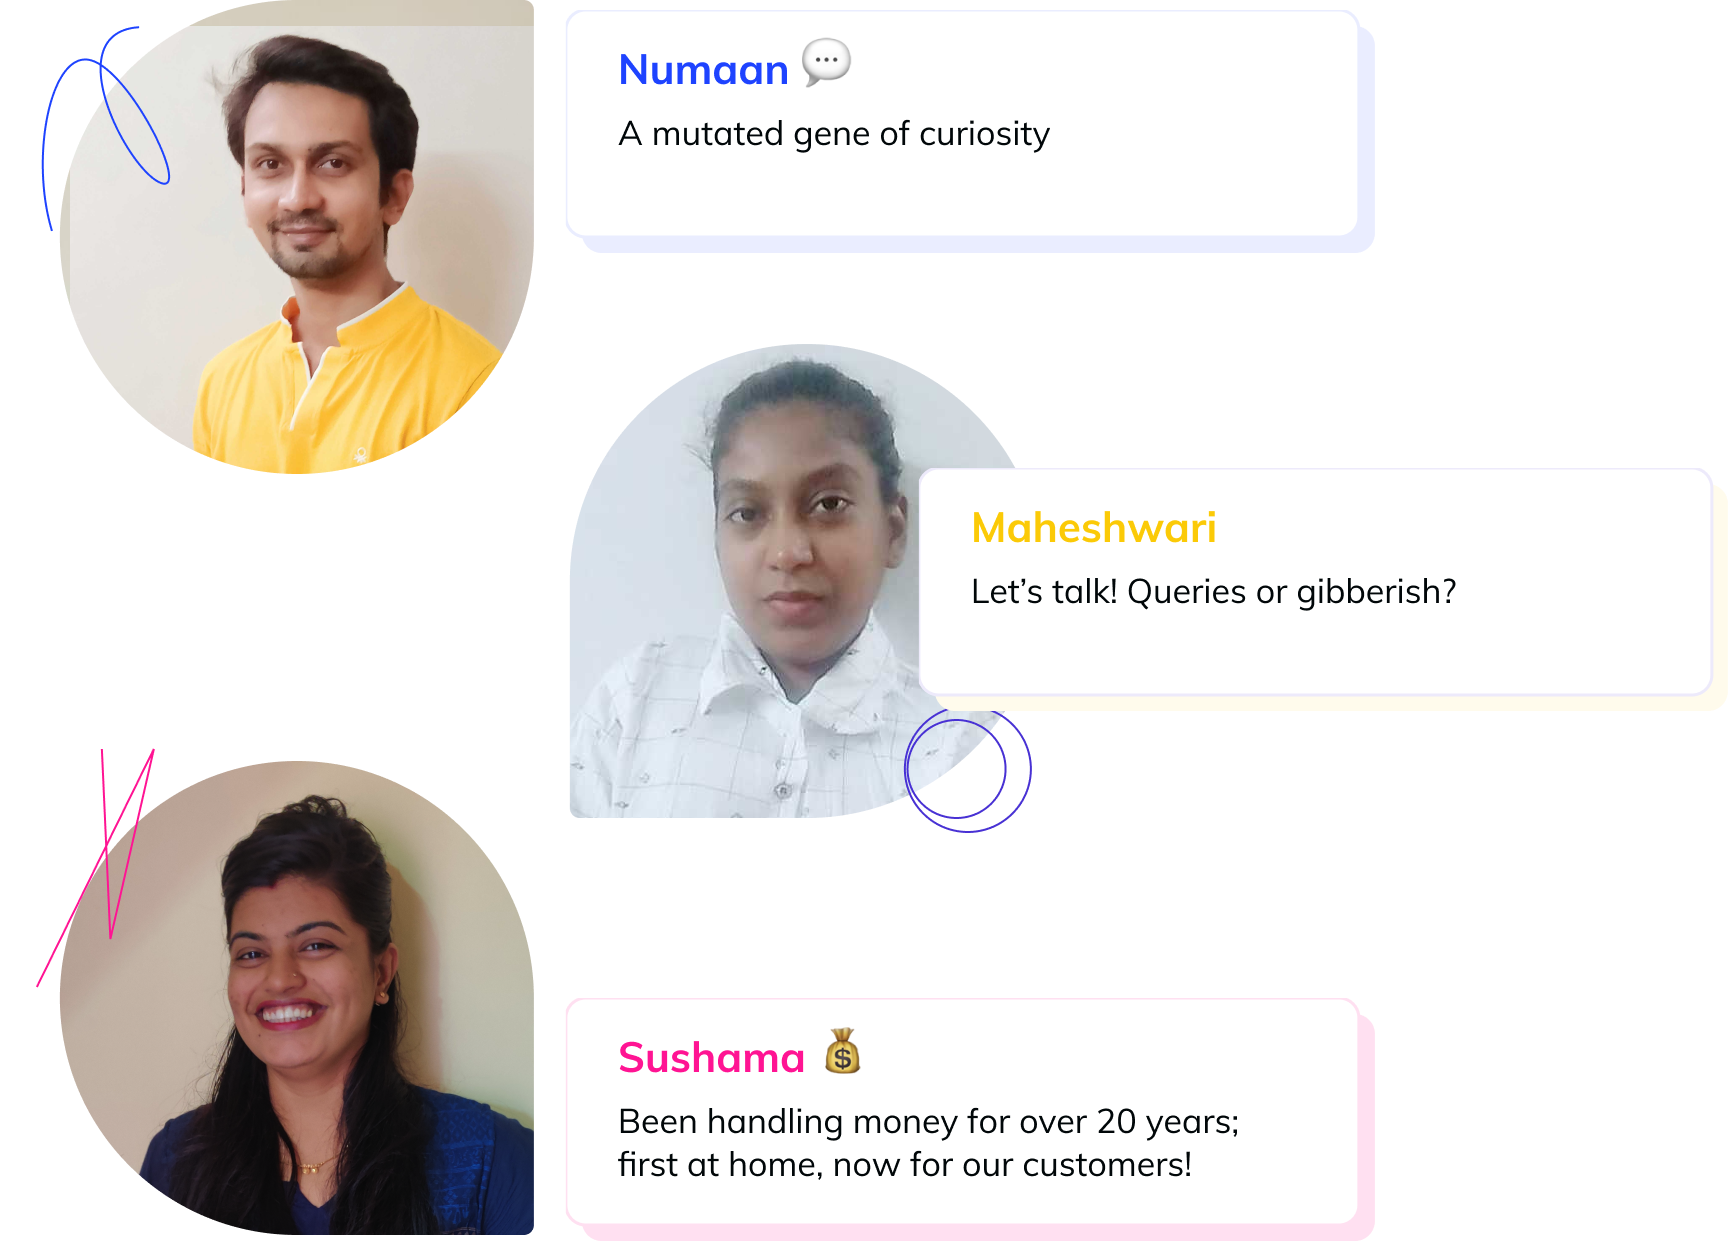 Numaan 💬
A mutated gene of curiosity
Maheshwari
Let’s talk! Queries or gibberish?
Sushama 💰
Been handling money for over 20 years;
first at home, now for our customers!